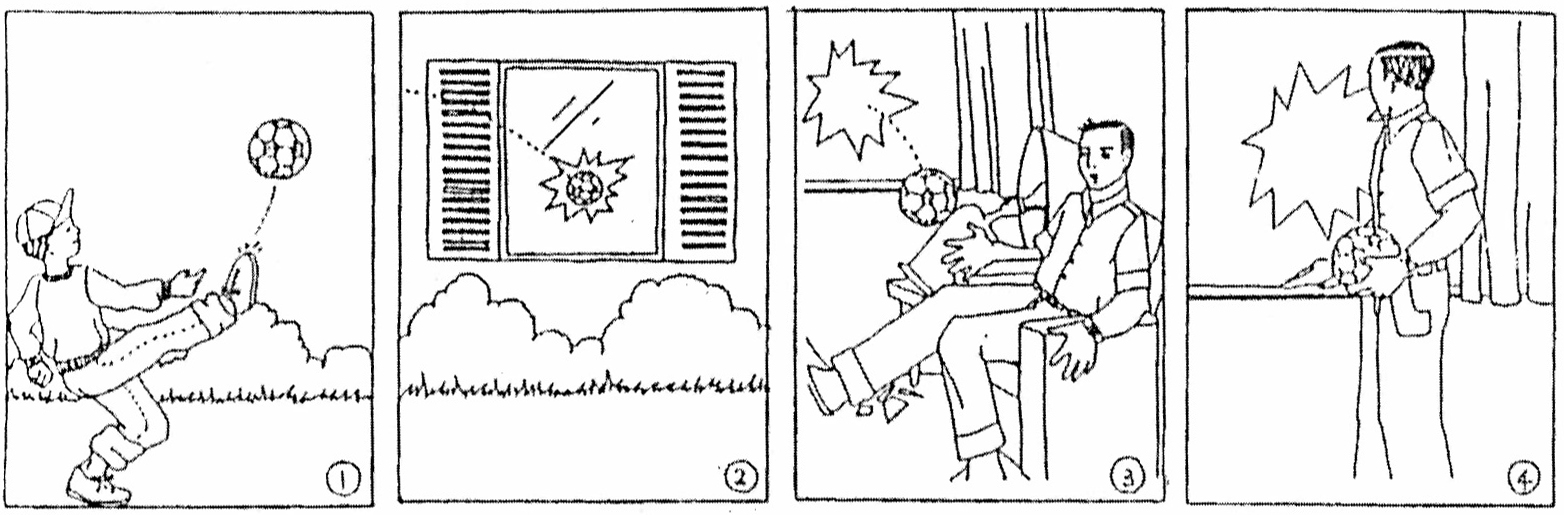 ①
②
③
④